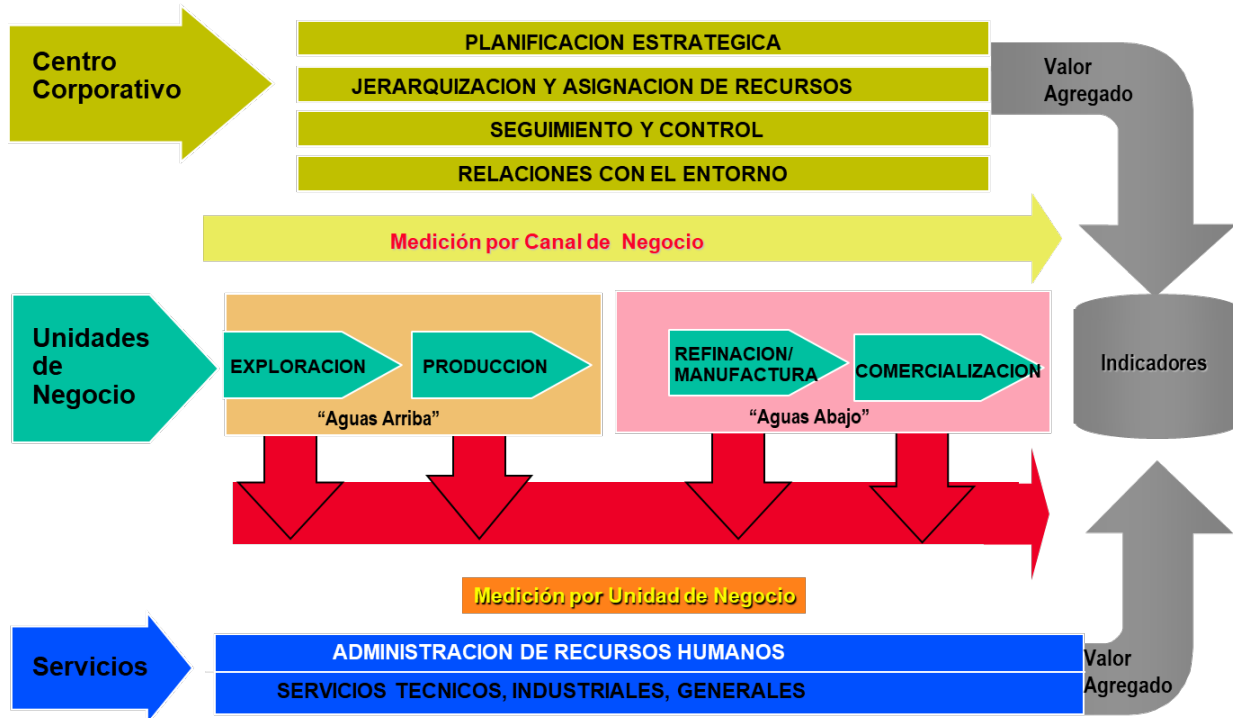 Centro
Corporativo
PLANIFICACION ESTRATEGICA
JERARQUIZACION Y ASIGNACION DE RECURSOS
SEGUIMIENTO Y CONTROL
RELACIONES CON EL ENTORNO
Valor
Agregado
Medición por Canal de Negocio
Unidades
de
Negocio
EXPLORACION
PRODUCCION
“Aguas Arriba”
REFINACION/
MANUFACTURA
COMERCIALIZACION
“Aguas Abajo”
Indicadores
Medición por Unidad de Negocio
Servicios
ADMINISTRACION DE RECURSOS HUMANOS
SERVICIOS TECNICOS, INDUSTRIALES, GENERALES
Valor
Agregado